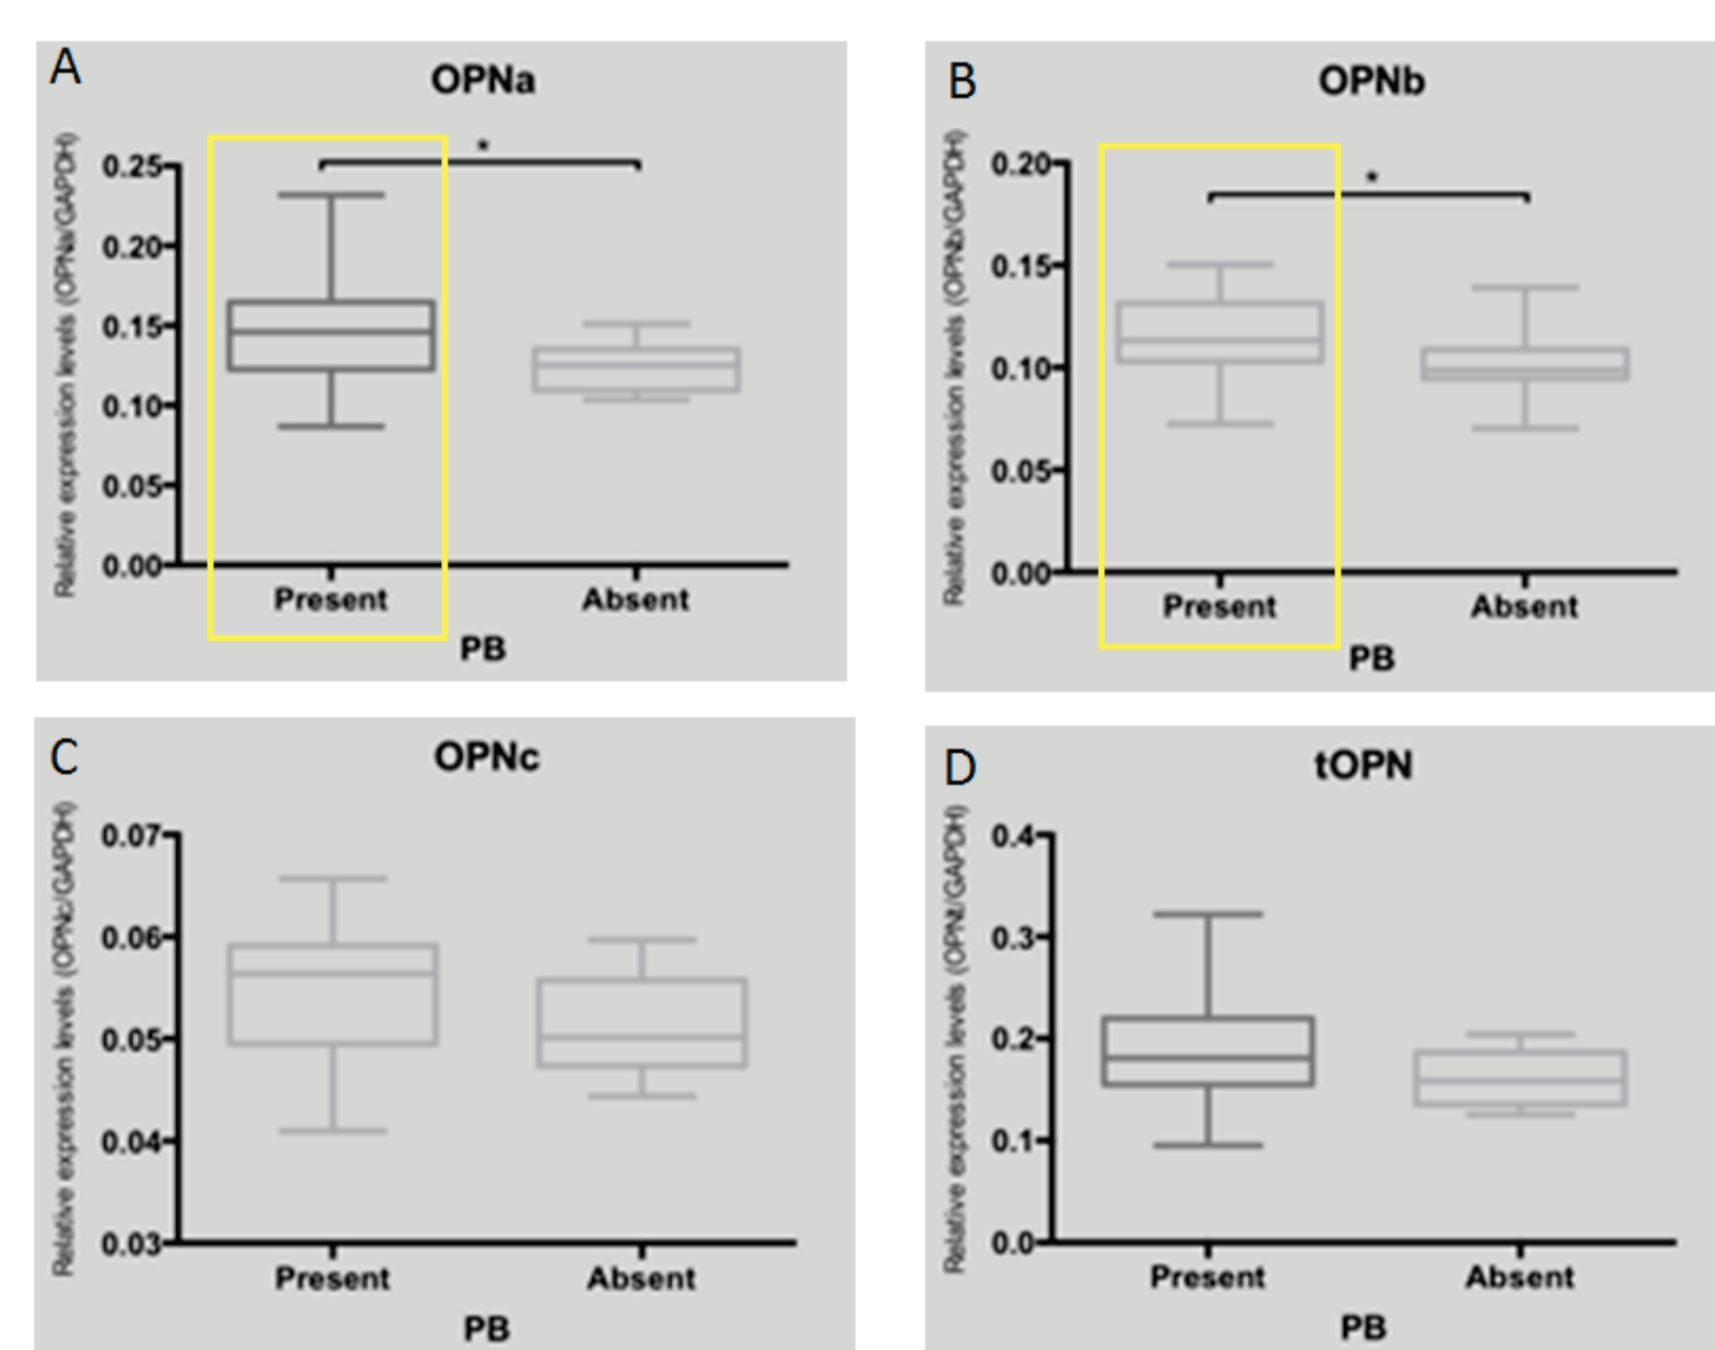 A
OPNa
Relative expression levels (OPNa/GAPDH)
*
0.25
0.20
0.15
0.10
0.05
0.00
Present
Absent
PB
B
OPNb
Relative expression levels (OPNb/GAPDH)
*
0.20
0.15
0.10
0.05
0.00
Present
Absent
PB
C
OPNc
Relative expression levels (OPNc/GAPDH)
0.07
0.06
0.05
0.04
0.03
Present
Absent
PB
D
tOPN
Relative expression levels (OPNt/GAPDH)
0.4
0.3
0.2
0.1
0.0
Present
Absent
PB